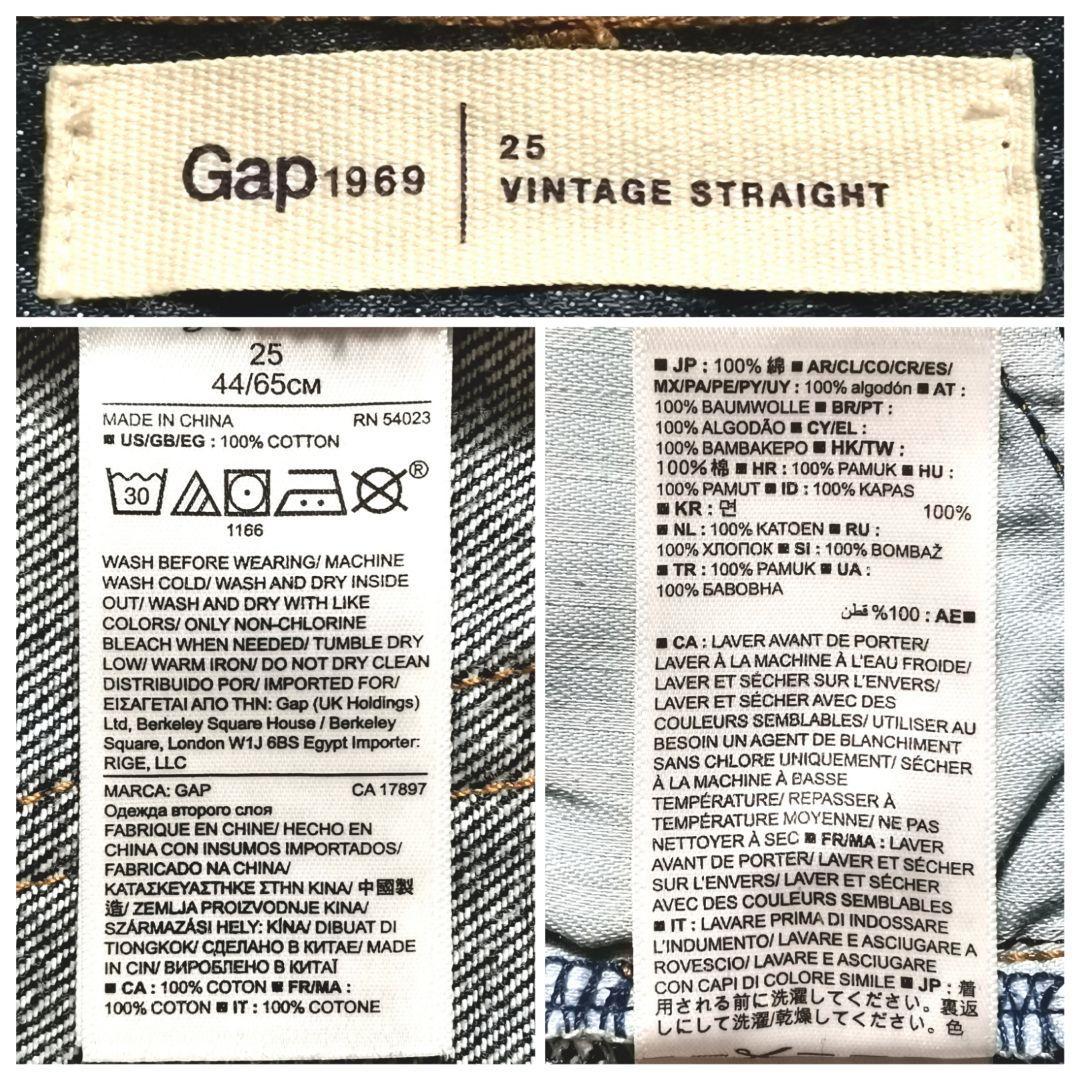 Gap 1969
25
VINTAGE STRAIGHT
25
44/65CM
MADE IN CHINA RN 54023
US/GB/EG : 100% COTTON
30
®
1166
WASH BEFORE WEARING/ MACHINE
WASH COLD/ WASH AND DRY INSIDE
OUT/ WASH AND DRY WITH LIKE
COLORS/ ONLY NON-CHLORINE
BLEACH WHEN NEEDED/ TUMBLE DRY
LOW/ WARM IRON/ DO NOT DRY CLEAN
DISTRIBUIDO POR/ IMPORTED FOR/
ΕΙΣΑΓΕΤΑΙ ΑΠΟ ΤΗΝ: Gap (UK Holdings)
Ltd, Berkeley Square House / Berkeley
Square, London W1J 6BS Egypt Importer:
RIGE, LLC
MARCA: GAP CA 17897
Одежда второго слоя
FABRIQUE EN CHINE/ HECHO EN
CHINA CON INSUMOS IMPORTADOS/
FABRICADO NA CHINA/
ΚΑΤΑΣΚΕΥΑΣΤΗΚΕ ΣΤΗΝ ΚΙΝΑ/ 中國製
造/ ZEMLJA PROIZVODNJE KINA/
SZÁRMAZÁSI HELY: KÍNA/ DIBUAT DI
TIONGKOK/ СДЕЛАНО В КИТАЕ/ MADE
IN CIN/ ВИРОБЛЕНО В КИТАЇ
■ CA : 100% COTON ■ FR/MA :
100% COTON ■ IT : 100% COTONE
■ JP : 100% 綿 ■ AR/CL/CO/CR/ES/
MX/PA/PE/PY/UY : 100% algodón ■ AT :
100% BAUMWOLLE ■ BR/PT :
100% ALGODÃO ■ CY/EL :
100% ΒΑΜΒΑΚΕΡΟ ■ HK/TW :
100% 棉 ■ HR : 100% PAMUK ■ HU :
100% PAMUT ■ ID : 100% KAPAS
■ KR : 면 100%
■ NL : 100% KATOEN ■ RU :
100% ХЛОПОК ■ SI : 100% BOMBAŽ
■ TR : 100% PAMUK ■ UA :
100% БАВОВНА
■AE : 100% قطن
■ CA : LAVER AVANT DE PORTER/
LAVER À LA MACHINE À L'EAU FROIDE/
LAVER ET SÉCHER SUR L'ENVERS/
LAVER ET SÉCHER AVEC DES
COULEURS SEMBLABLES/ UTILISER AU
BESOIN UN AGENT DE BLANCHIMENT
SANS CHLORE UNIQUEMENT/ SÉCHER
À LA MACHINE À BASSE
TEMPÉRATURE/ REPASSER À
TEMPÉRATURE MOYENNE/ NE PAS
NETTOYER À SEC ■ FR/MA : LAVER
AVANT DE PORTER/ LAVER ET SÉCHER
SUR L'ENVERS/ LAVER ET SÉCHER
AVEC DES COULEURS SEMBLABLES
■ IT : LAVARE PRIMA DI INDOSSARE
L'INDUMENTO/ LAVARE E ASCIUGARE A
ROVESCIO/ LAVARE E ASCIUGARE
CON CAPI DI COLORE SIMILE ■ JP : 着
用される前に洗濯してください。裏返
しにして洗濯/乾燥してください。色